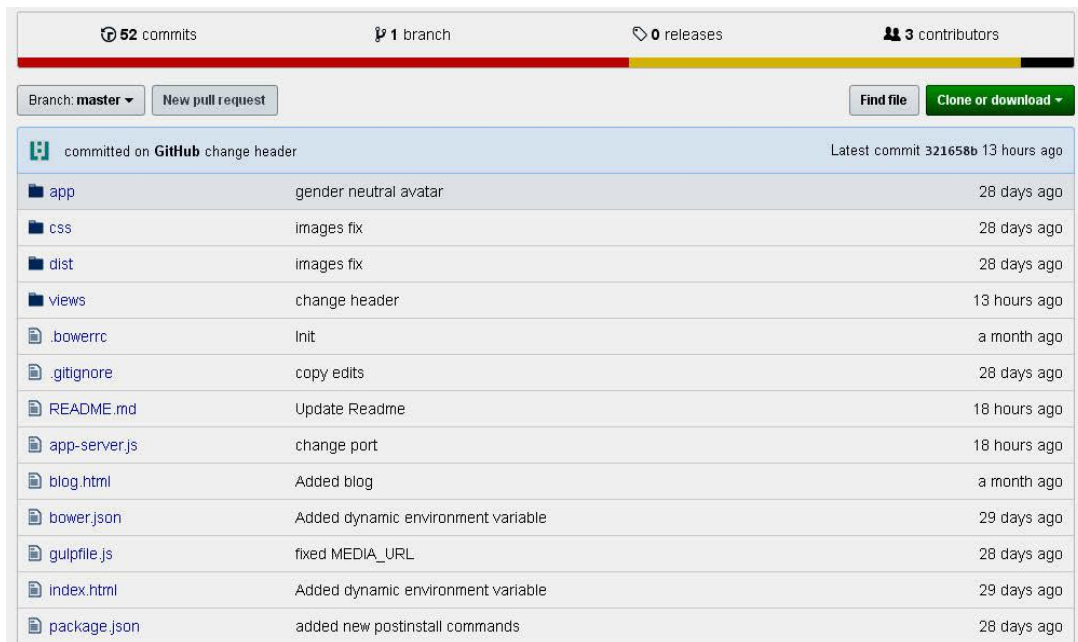 52 commits 1 branch 0 releases 3 contributors
Branch: master New pull request Find file Clone or download
committed on GitHub change header Latest commit 321658b 13 hours ago
app gender neutral avatar 28 days ago
css images fix 28 days ago
dist images fix 28 days ago
views change header 13 hours ago
.bowerrc Init a month ago
.gitignore copy edits 28 days ago
README.md Update Readme 18 hours ago
app-server.js change port 18 hours ago
blog.html Added blog a month ago
bower.json Added dynamic environment variable 29 days ago
gulpfile.js fixed MEDIA_URL 28 days ago
index.html Added dynamic environment variable 29 days ago
package.json added new postinstall commands 28 days ago